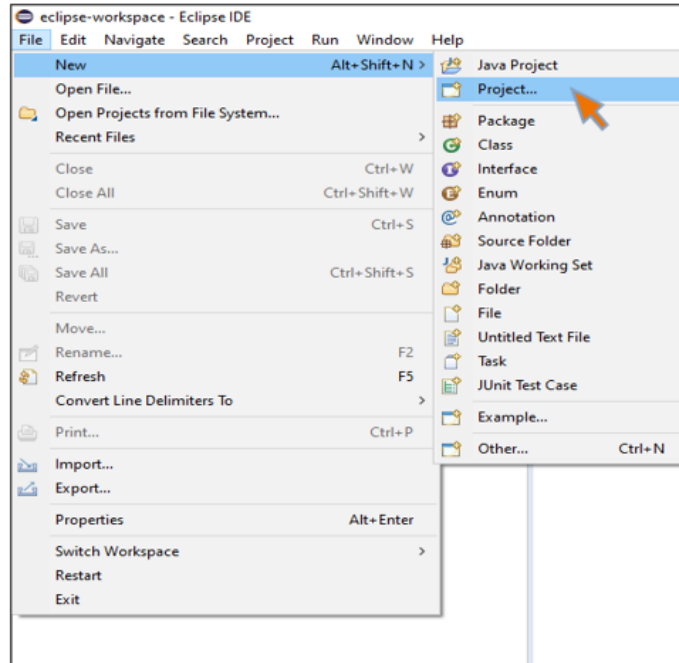 eclipse-workspace - Eclipse IDE
File Edit Navigate Search Project Run Window Help
New Alt+Shift+N >
Open File...
Open Projects from File System...
Recent Files >
Close Ctrl+W
Close All Ctrl+Shift+W
Save Ctrl+S
Save As...
Save All Ctrl+Shift+S
Revert
Move...
Rename... F2
Refresh F5
Convert Line Delimiters To >
Print... Ctrl+P
Import...
Export...
Properties Alt+Enter
Switch Workspace >
Restart
Exit
Java Project
Project...
Package
Class
Interface
Enum
Annotation
Source Folder
Java Working Set
Folder
File
Untitled Text File
Task
JUnit Test Case
Example...
Other... Ctrl+N